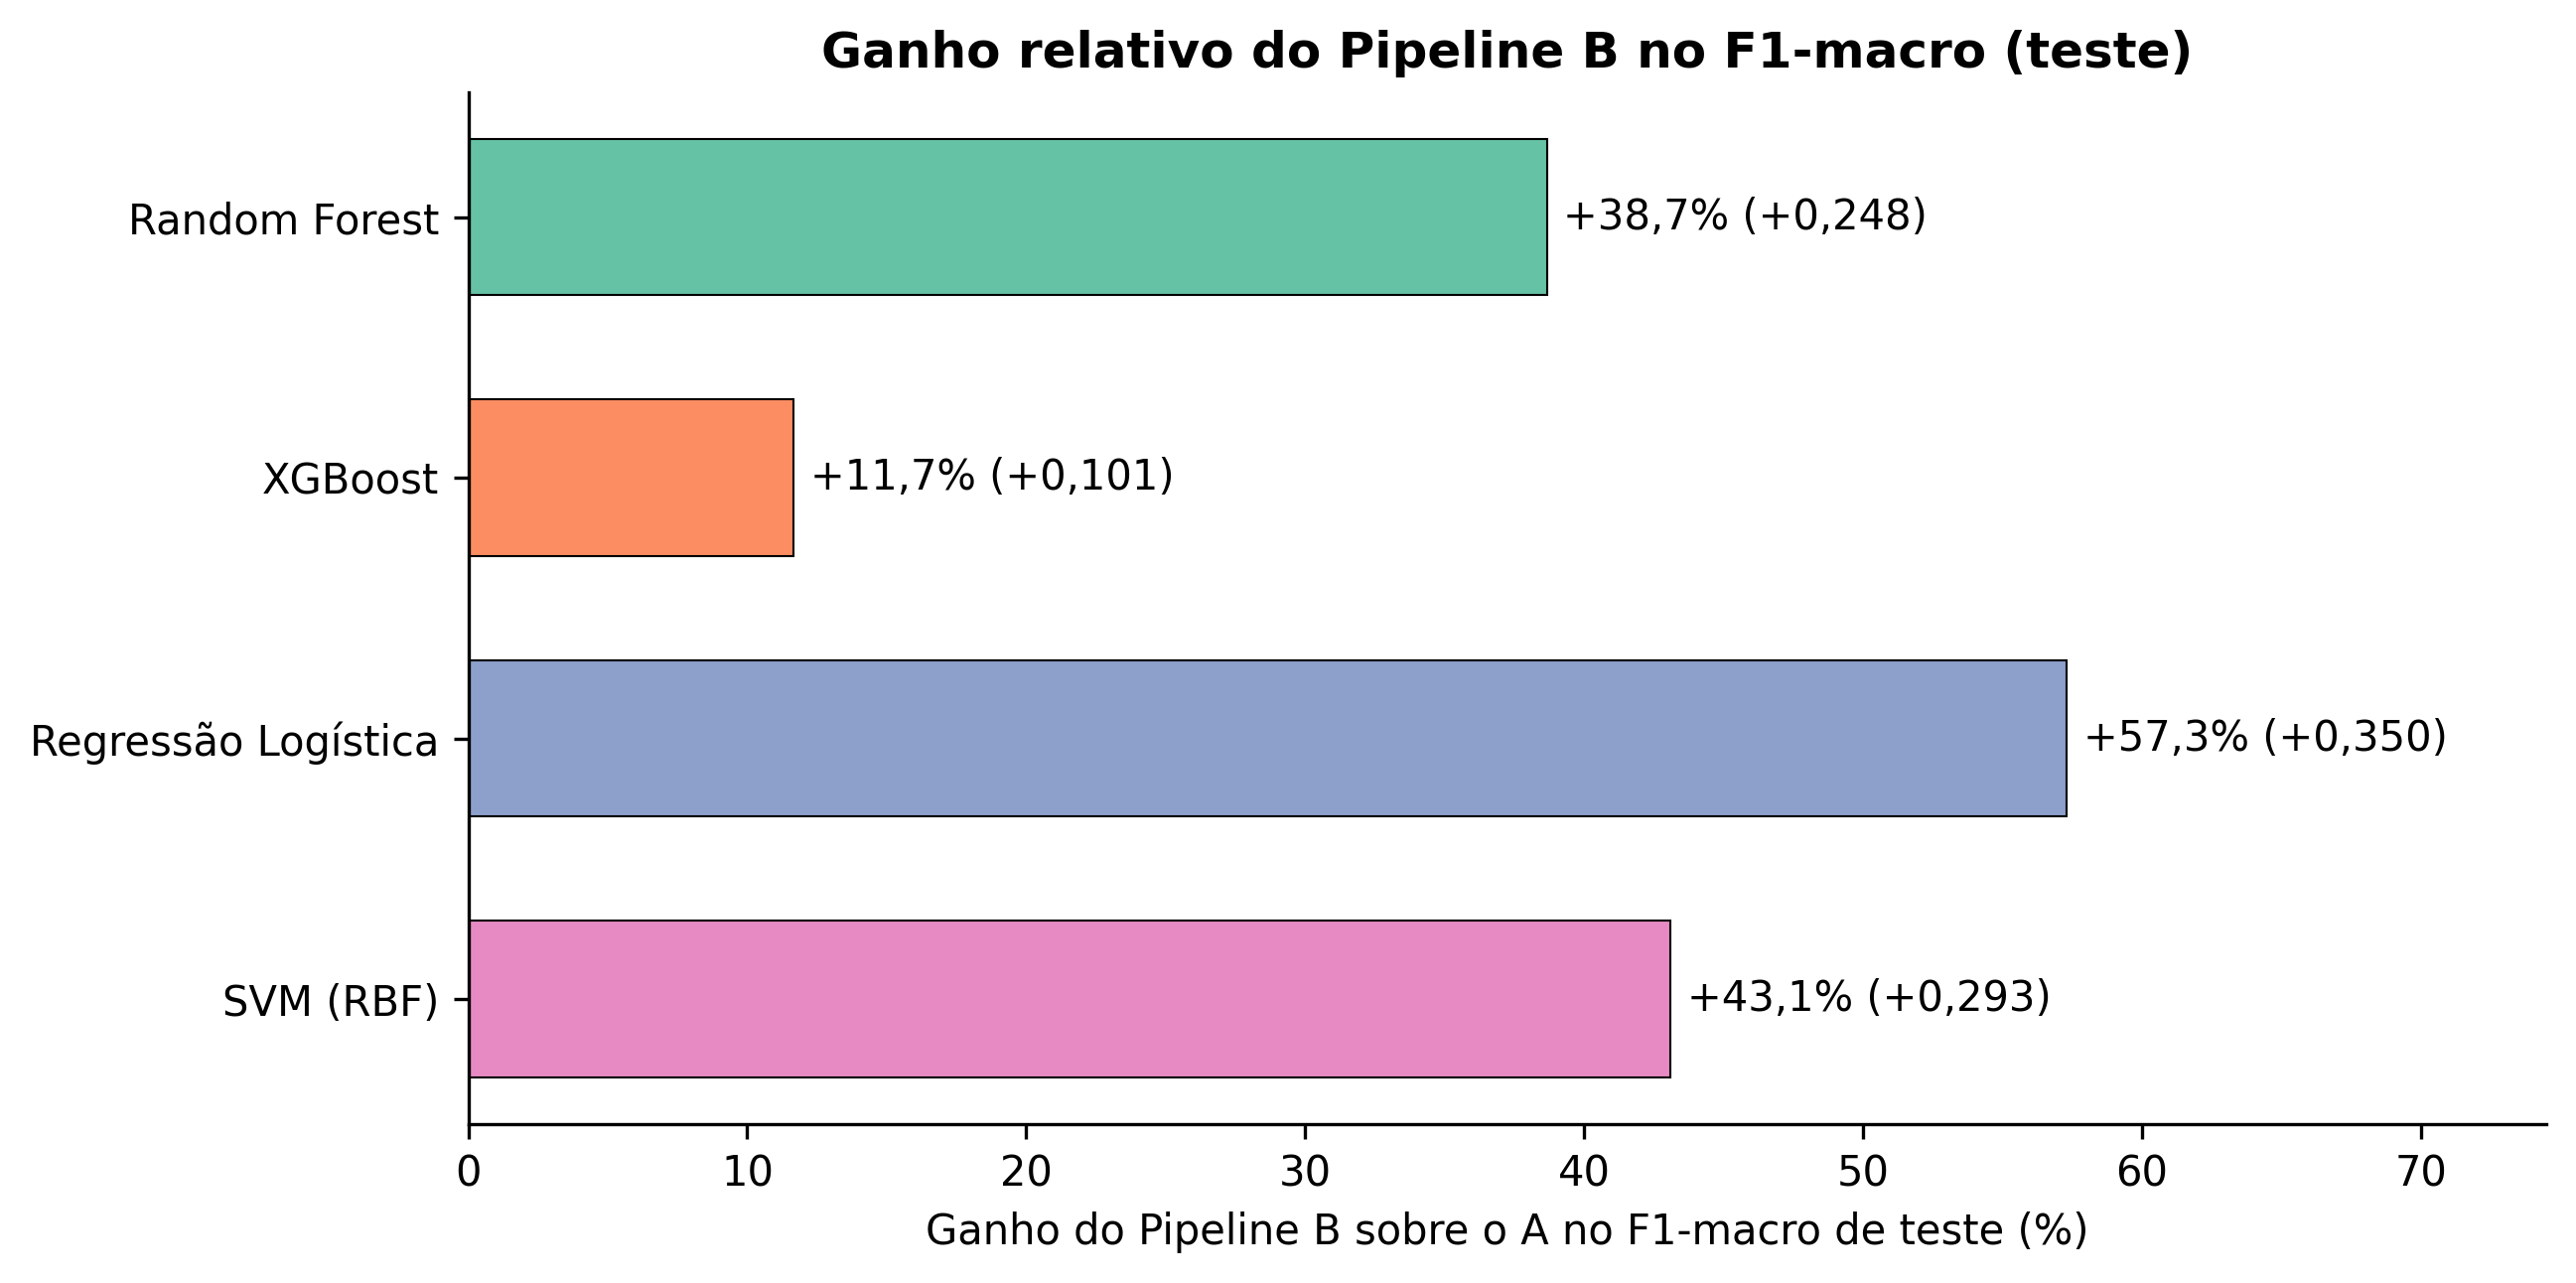 Ganho relativo do Pipeline B no F1-macro (teste)
Random Forest
+38,7% (+0,248)
XGBoost
+11,7% (+0,101)
Regressão Logística
+57,3% (+0,350)
SVM (RBF)
+43,1% (+0,293)
0 10 20 30 40 50 60 70
Ganho do Pipeline B sobre o A no F1-macro de teste (%)